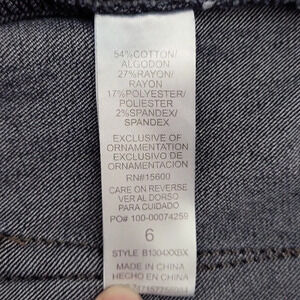 54%COTTON/
ALGODON
27%RAYON/
RAYON
17%POLYESTER/
POLIESTER
2%SPANDEX/
SPANDEX
EXCLUSIVE OF
ORNAMENTATION
EXCLUSIVO DE
ORNAMENTACION
RN#15600
CARE ON REVERSE
VER AL DORSO
PARA CUIDADO
PO# 100-00074259
6
STYLE B1304XXBX
MADE IN CHINA
HECHO EN CHINA